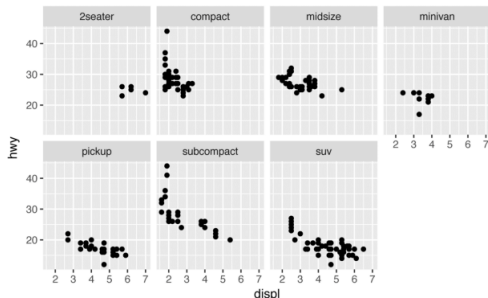 2seater compact midsize minivan
40
30
20
2 3 4 5 6 7
hwy
pickup subcompact suv
40
30
20
2 3 4 5 6 7 2 3 4 5 6 7 2 3 4 5 6 7
displ